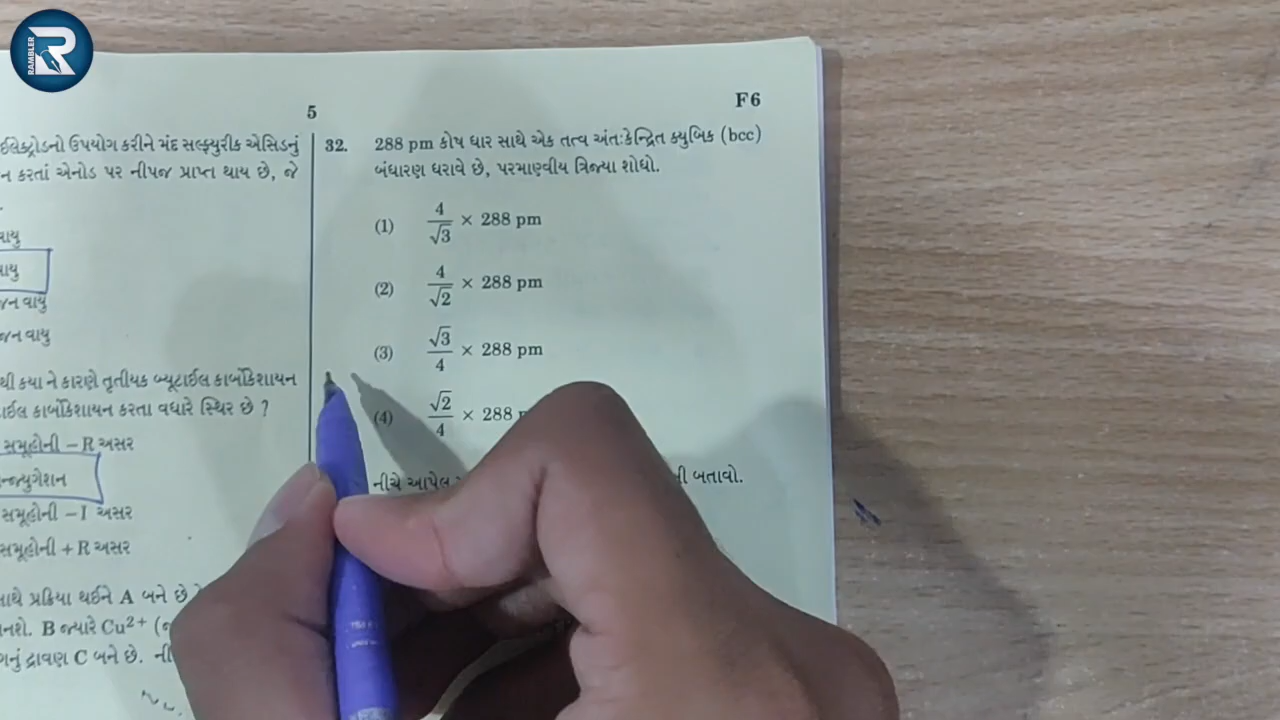 RAMBLER
R
5
F6
ઈલેક્ટ્રોડનો ઉપયોગ કરીને મંદ સલ્ફ્યુરીક એસિડનું
ન કરતાં એનોડ પર નીપજ પ્રાપ્ત થાય છે, જે
વાયુ
વાયુ
જન વાયુ
જન વાયુ
થી કયા ને કારણે તૃતીયક બ્યૂટાઈલ કાર્બોકેશાયન
ટાઈલ કાર્બોકેશાયન કરતા વધારે સ્થિર છે ?
સમૂહોની – R અસર
ન્જ્યુગેશન
સમૂહોની – I અસર
સમૂહોની + R અસર
સાથે પ્રક્રિયા થઈને A બને છે
બનશે. B જ્યારે Cu2+
ગનું દ્રાવણ C બને છે. ની
32. 288 pm કોષ ધાર સાથે એક તત્વ અંતઃકેન્દ્રિત ક્યુબિક (bcc)
બંધારણ ધરાવે છે, પરમાણ્વીય ત્રિજ્યા શોધો.
(1) 4/√3 × 288 pm
(2) 4/√2 × 288 pm
(3) √3/4 × 288 pm
(4) √2/4 × 288
નીચે આપેલ બતાવો.